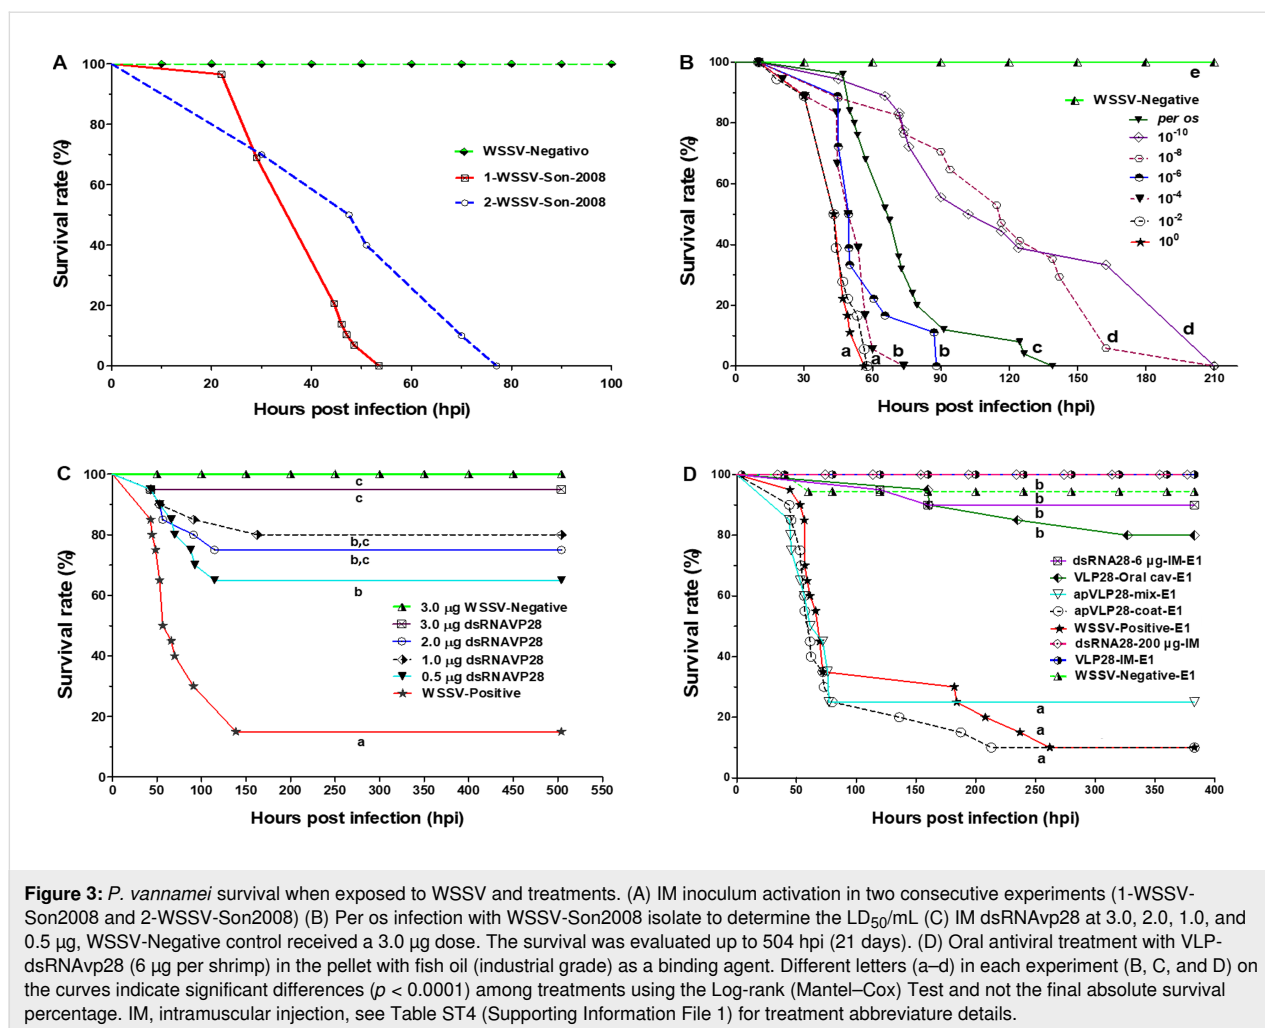 A
100
80
60
40
20
0
Survival rate (%)
0 20 40 60 80 100
Hours post infection (hpi)
WSSV-Negativo
1-WSSV-Son-2008
2-WSSV-Son-2008
B
100
80
60
40
20
0
Survival rate (%)
0 30 60 90 120 150 180 210
Hours post infection (hpi)
e
WSSV-Negative
per os
10⁻¹⁰
10⁻⁸
10⁻⁶
10⁻⁴
10⁻²
10⁰
a a b b c d d
C
100
80
60
40
20
0
Survival rate (%)
0 50 100 150 200 250 300 350 400 450 500 550
Hours post infection (hpi)
c
c
b,c
b,c
b
a
3.0 µg WSSV-Negative
3.0 µg dsRNAVP28
2.0 µg dsRNAVP28
1.0 µg dsRNAVP28
0.5 µg dsRNAVP28
WSSV-Positive
D
100
80
60
40
20
0
Survival rate (%)
0 50 100 150 200 250 300 350 400
Hours post infection (hpi)
b
b
b
a
a
a
dsRNA28-6 µg-IM-E1
VLP28-Oral cav-E1
apVLP28-mix-E1
apVLP28-coat-E1
WSSV-Positive-E1
dsRNA28-200 µg-IM
VLP28-IM-E1
WSSV-Negative-E1
Figure 3: P. vannamei survival when exposed to WSSV and treatments. (A) IM inoculum activation in two consecutive experiments (1-WSSV-
Son2008 and 2-WSSV-Son2008) (B) Per os infection with WSSV-Son2008 isolate to determine the LD₅₀/mL (C) IM dsRNAvp28 at 3.0, 2.0, 1.0, and
0.5 µg, WSSV-Negative control received a 3.0 µg dose. The survival was evaluated up to 504 hpi (21 days). (D) Oral antiviral treatment with VLP-
dsRNAvp28 (6 µg per shrimp) in the pellet with fish oil (industrial grade) as a binding agent. Different letters (a–d) in each experiment (B, C, and D) on
the curves indicate significant differences (p < 0.0001) among treatments using the Log-rank (Mantel–Cox) Test and not the final absolute survival
percentage. IM, intramuscular injection, see Table ST4 (Supporting Information File 1) for treatment abbreviature details.